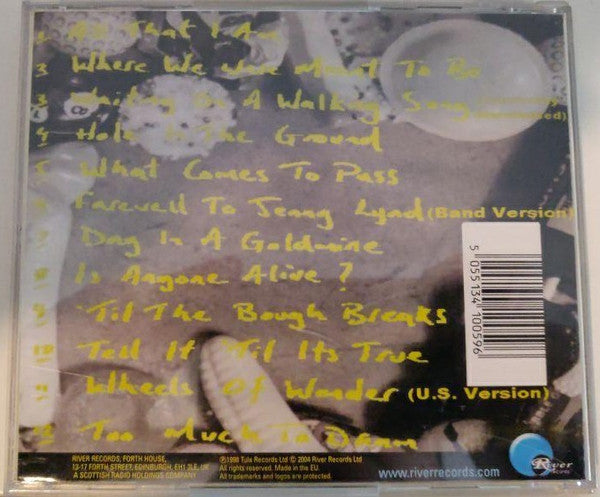 1 All That I Am
2 Where We Were Meant To Be
3 Waiting On A Walking Song
4 Hole In The Ground
5 What Comes To Pass
6 Farewell To Jenny Lynd (Band Version)
7 Day In A Goldmine
8 Is Anyone Alive?
9 'Til The Bough Breaks
10 Tell It 'Til Its True
11 Wheels Of Wonder (U.S. Version)
12 Too Much To Damn
5 055134 100596
RIVER RECORDS, FORTH HOUSE,
13-17 FORTH STREET, EDINBURGH, EH1 3LE, UK
A SCOTTISH RADIO HOLDINGS COMPANY
℗1998 Tula Records Ltd © 2004 River Records Ltd
All rights reserved. Made in the EU.
All trademarks and logos are protected.
www.riverrecords.com
River
Records